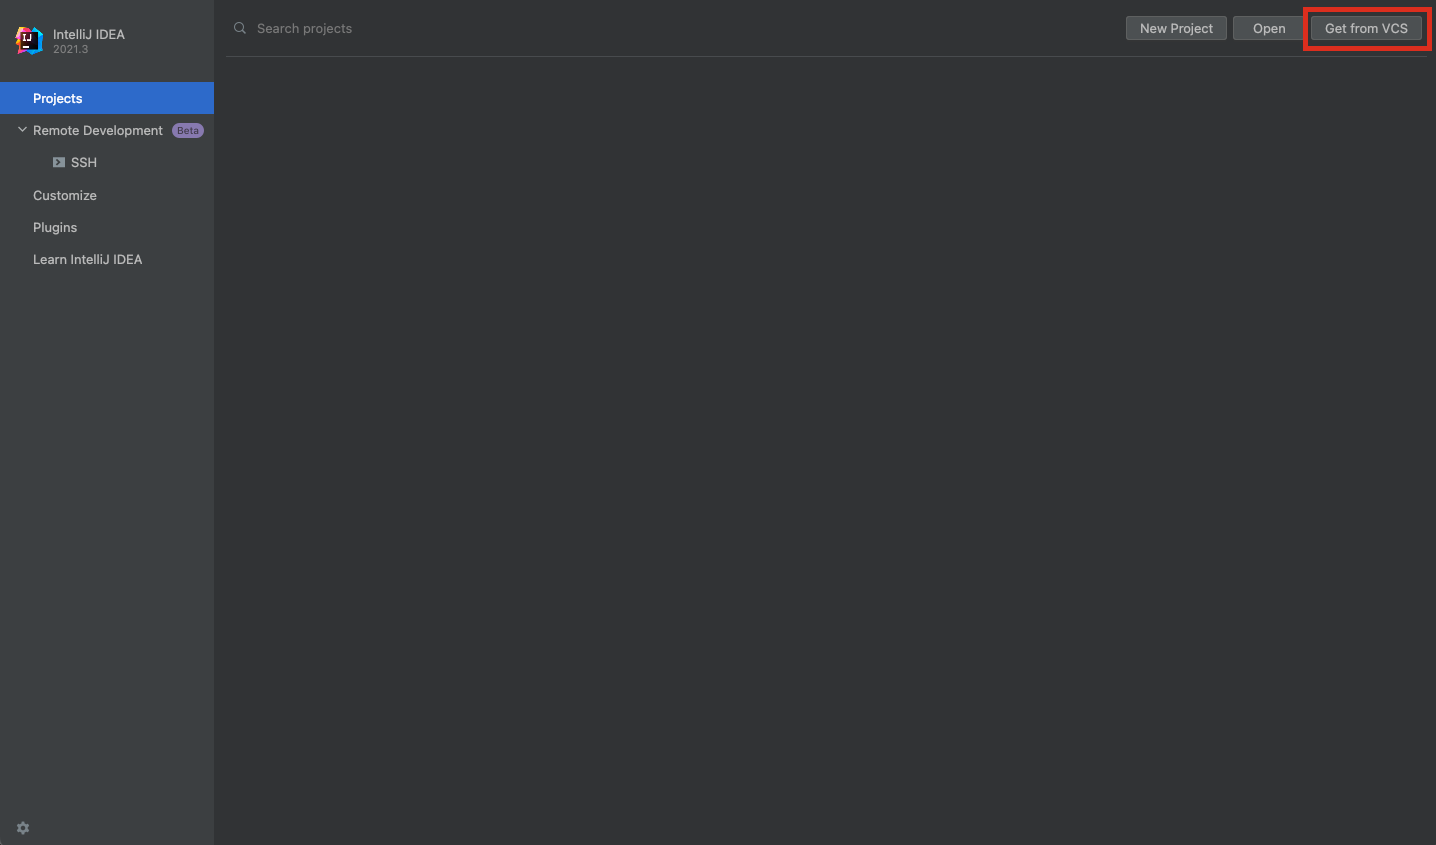 IJ
IntelliJ IDEA
2021.3
Search projects
New Project
Open
Get from VCS
Projects
Remote Development Beta
SSH
Customize
Plugins
Learn IntelliJ IDEA